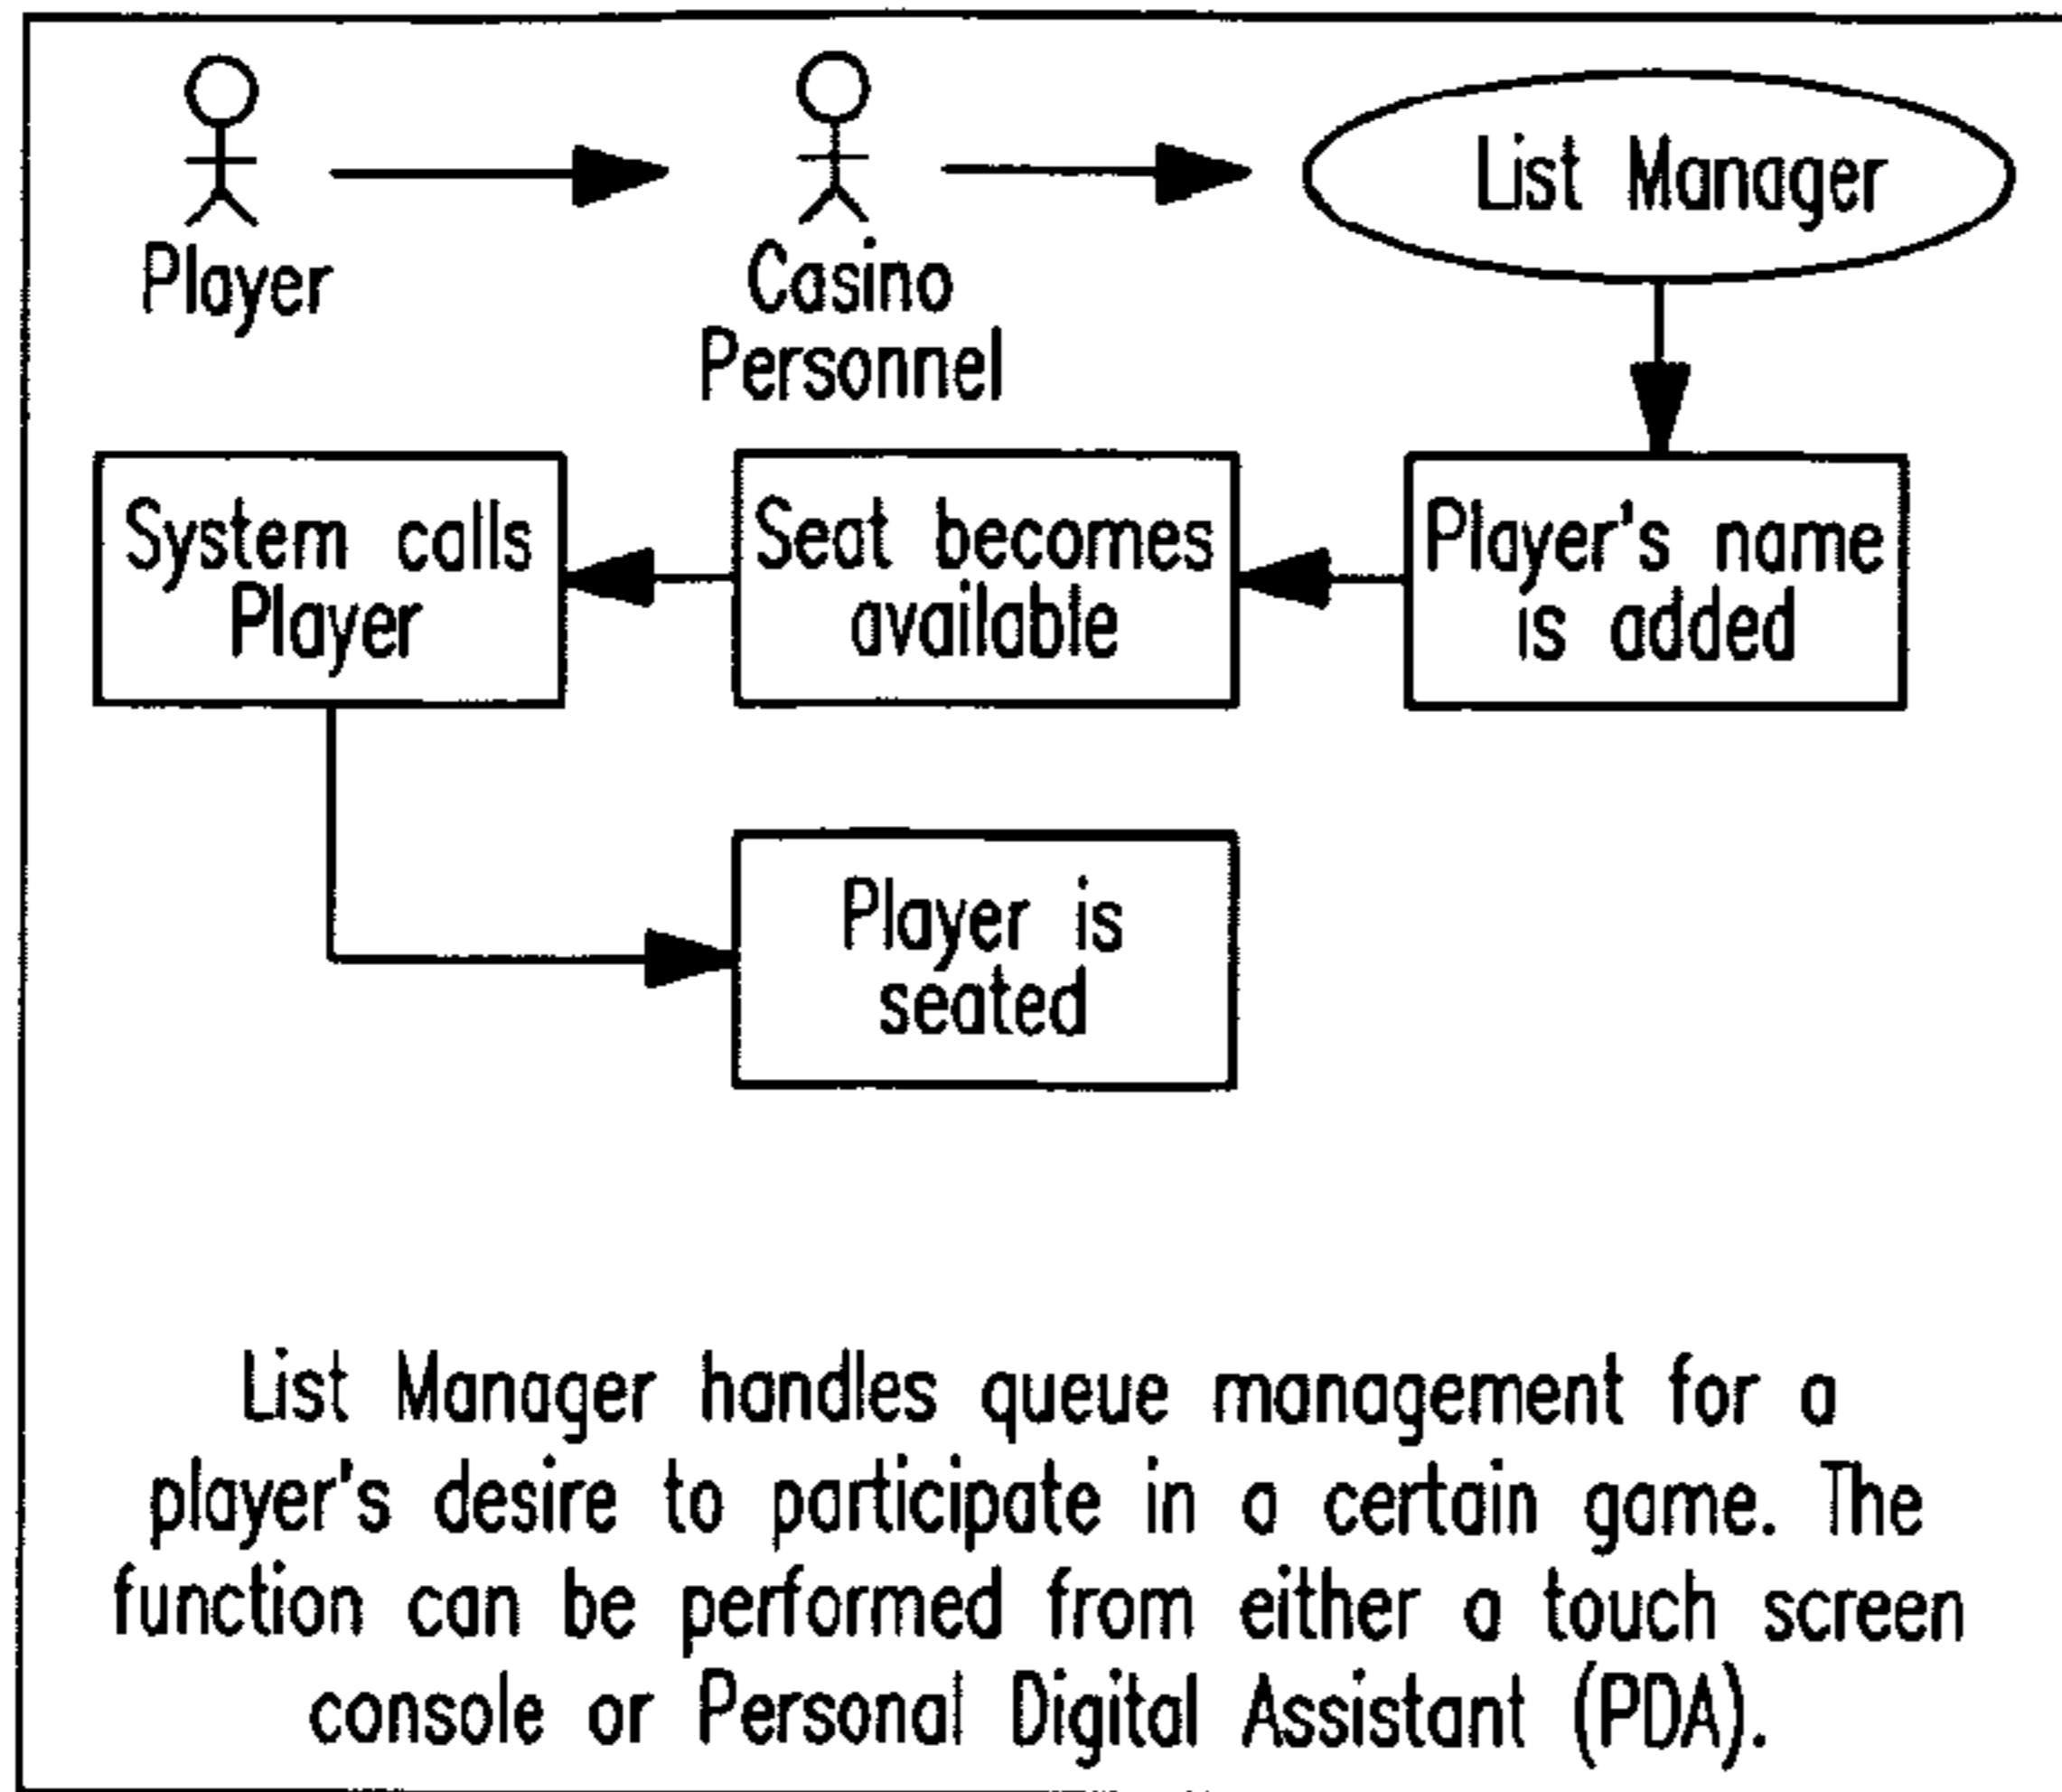 Player
Casino
Personnel
List Manager
System calls
Player
Seat becomes
available
Player's name
is added
Player is
seated
List Manager handles queue management for a
player's desire to participate in a certain game. The
function can be performed from either a touch screen
console or Personal Digital Assistant (PDA).